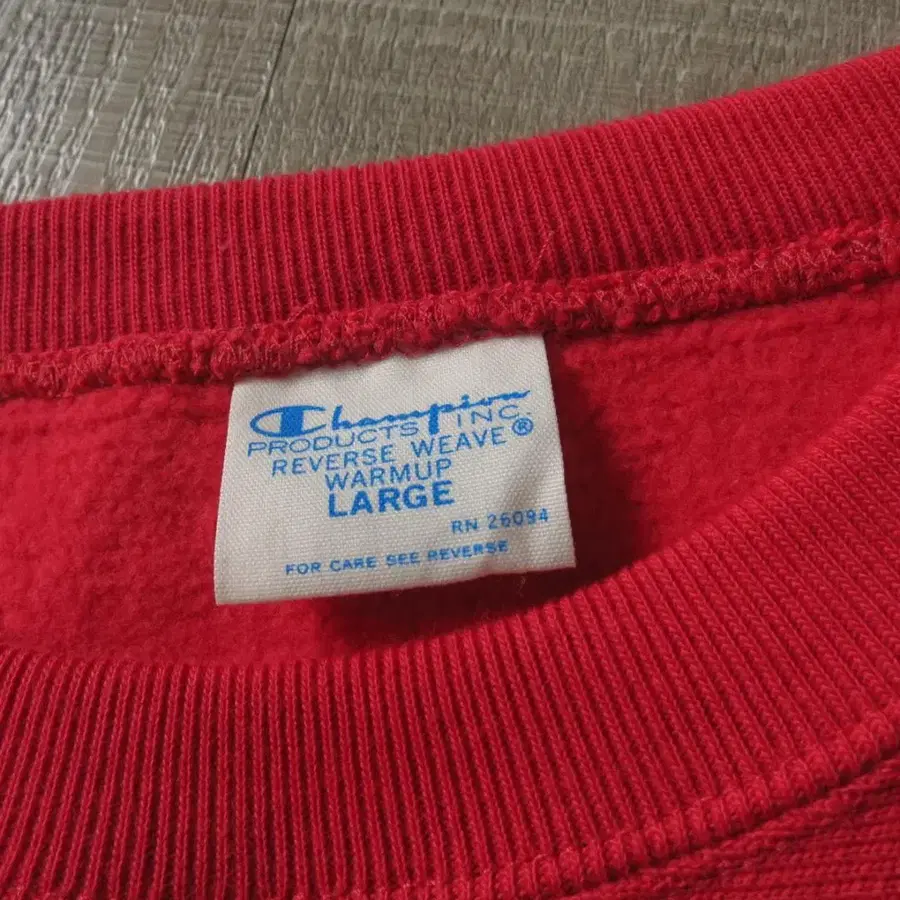 Champion
PRODUCTS INC.
REVERSE WEAVE®
WARMUP
LARGE
RN 26094
FOR CARE SEE REVERSE